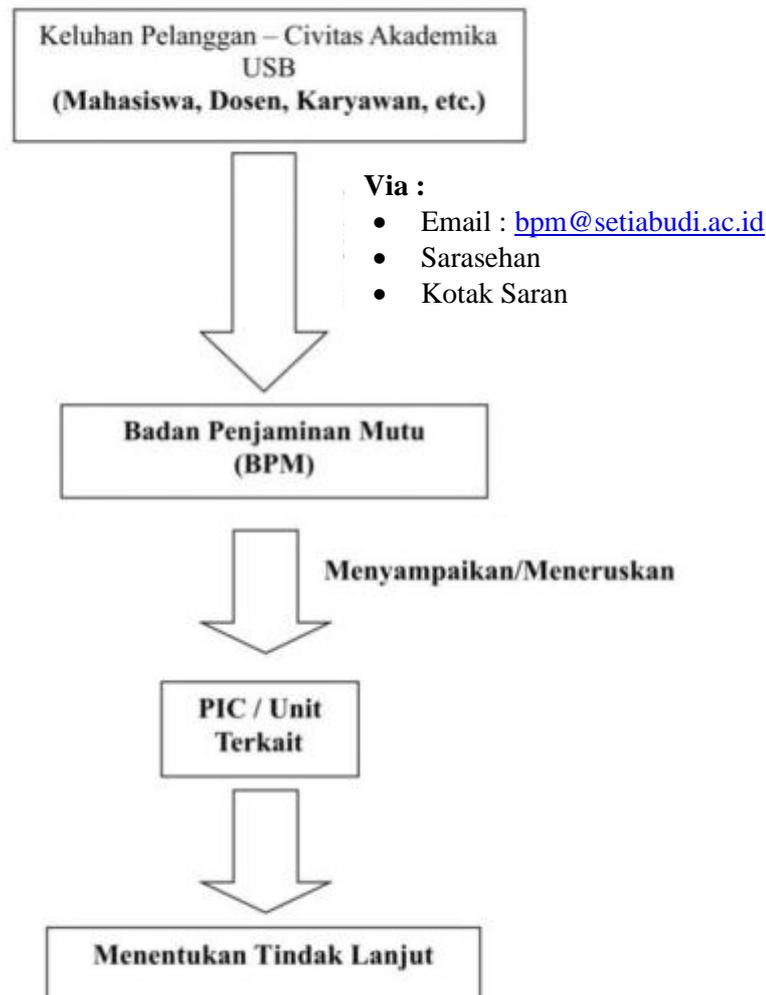 Keluhan Pelanggan – Civitas Akademika
USB
(Mahasiswa, Dosen, Karyawan, etc.)
Via :
• Email : bpm@setiabudi.ac.id
• Sarasehan
• Kotak Saran
Badan Penjaminan Mutu
(BPM)
Menyampaikan/Meneruskan
PIC / Unit
Terkait
Menentukan Tindak Lanjut